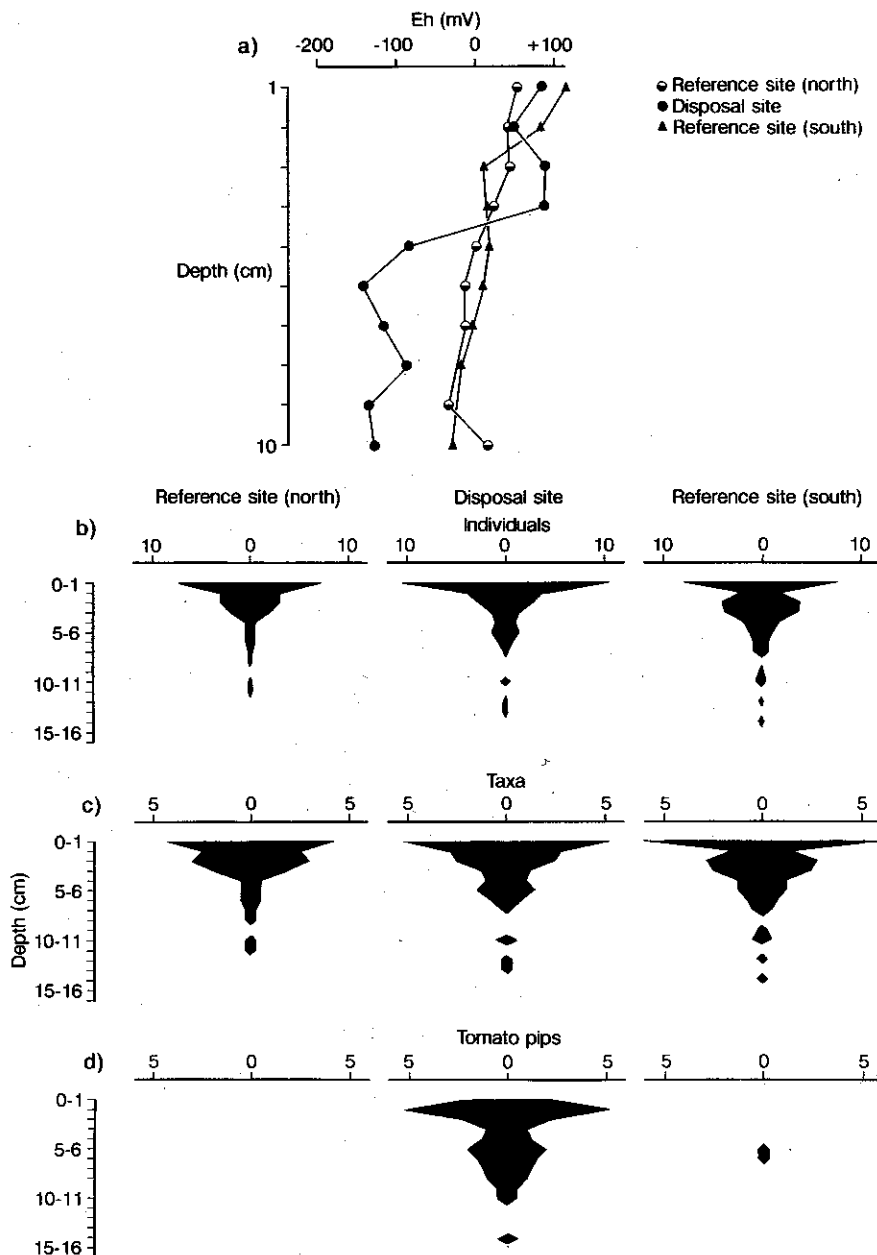 Eh (mV)
a)
-200 -100 0 +100
1
Reference site (north)
Disposal site
Reference site (south)
Depth (cm)
10
Reference site (north) Disposal site Reference site (south)
b) Individuals
10 0 10 10 0 10 10 0 10
0-1
5-6
10-11
15-16
Taxa
c)
5 0 5 5 0 5 5 0 5
0-1
5-6
10-11
15-16
Depth (cm)
Tomato pips
d)
5 0 5 5 0 5 5 0 5
0-1
5-6
10-11
15-16